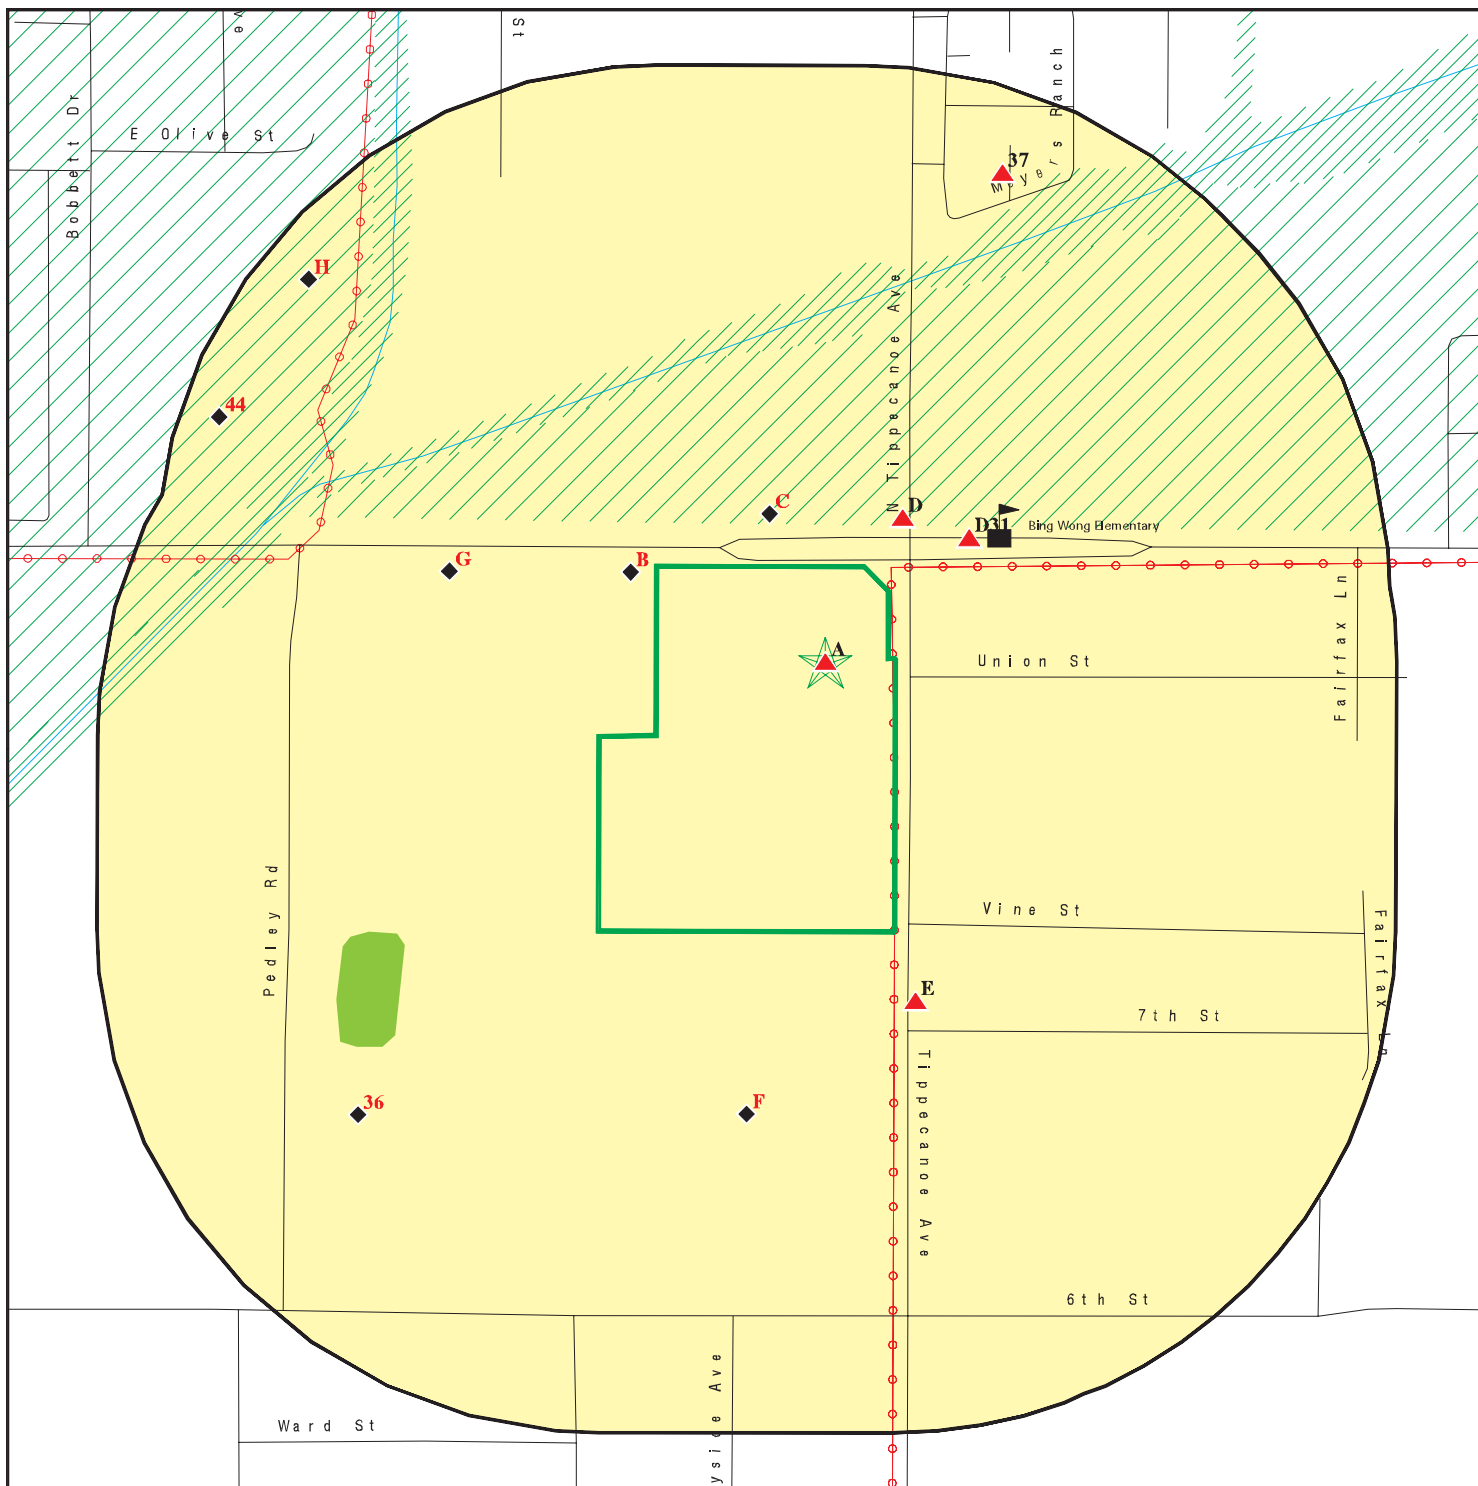 St
E Olive St
Bobbett Dr
Meyers Ranch
37
H
N Tippecanoe Ave
44
C
D
D31
Bing Wong Elementary
G
B
Fairfax Ln
A
Union St
Pedley Rd
Vine St
Fairfax Ln
E
7th St
Tippecanoe Ave
36
F
6th St
Ward St
Ave